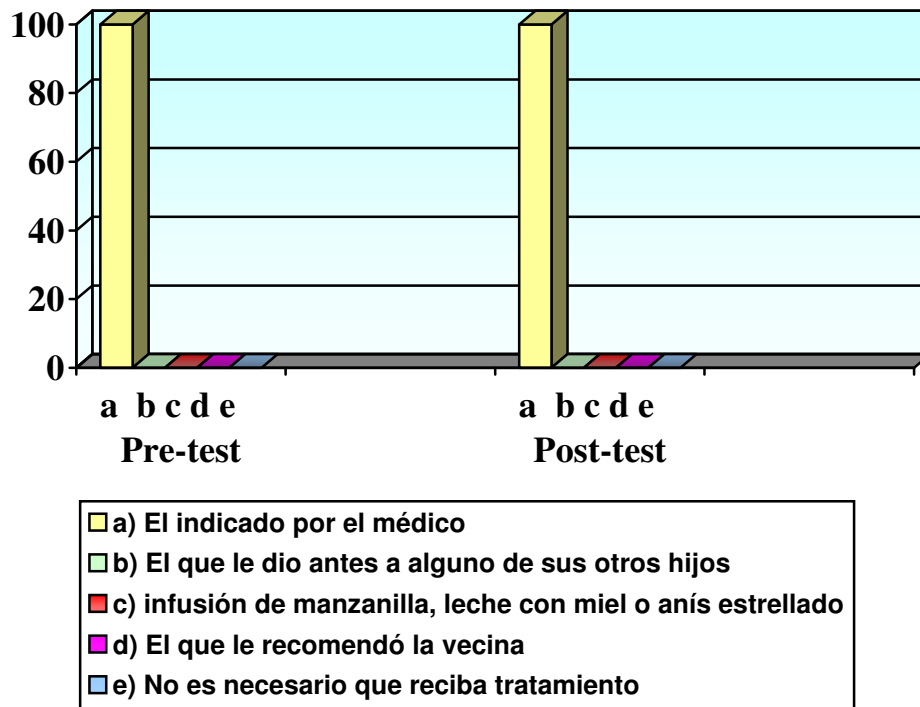 100
80
60
40
20
0
a b c d e a b c d e
Pre-test Post-test
a) El indicado por el médico
b) El que le dio antes a alguno de sus otros hijos
c) infusión de manzanilla, leche con miel o anís estrellado
d) El que le recomendó la vecina
e) No es necesario que reciba tratamiento